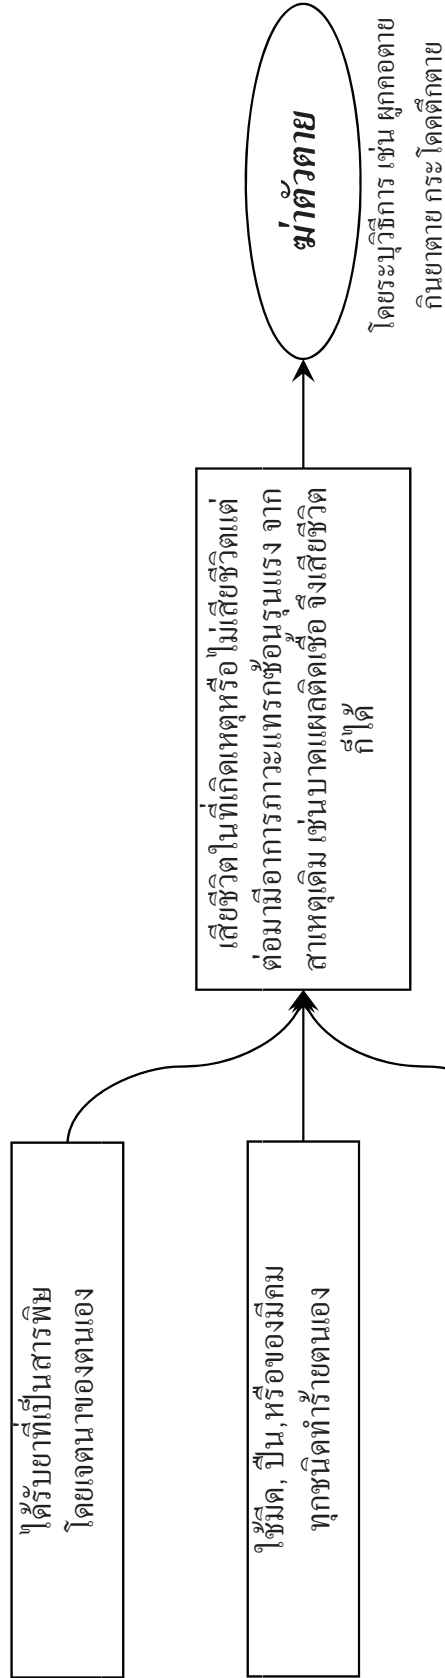 ได้รับยาที่เป็นสารพิษ
โดยเจตนาของตนเอง
ใช้มีด, ปืน,หรือของมีคม
ทุกชนิดทำร้ายตนเอง
เสียชีวิตในที่เกิดเหตุหรือไม่เสียชีวิตแต่
ต่อมามีอาการภาวะแทรกซ้อนรุนแรง จาก
สาเหตุเดิม เช่นบาดแผลติดเชื้อ จึงเสียชีวิต
ก็ได้
ฆ่าตัวตาย
โดยระบุวิธีการ เช่น ผูกคอตาย
กินยาตาย กระโดดตึกตาย